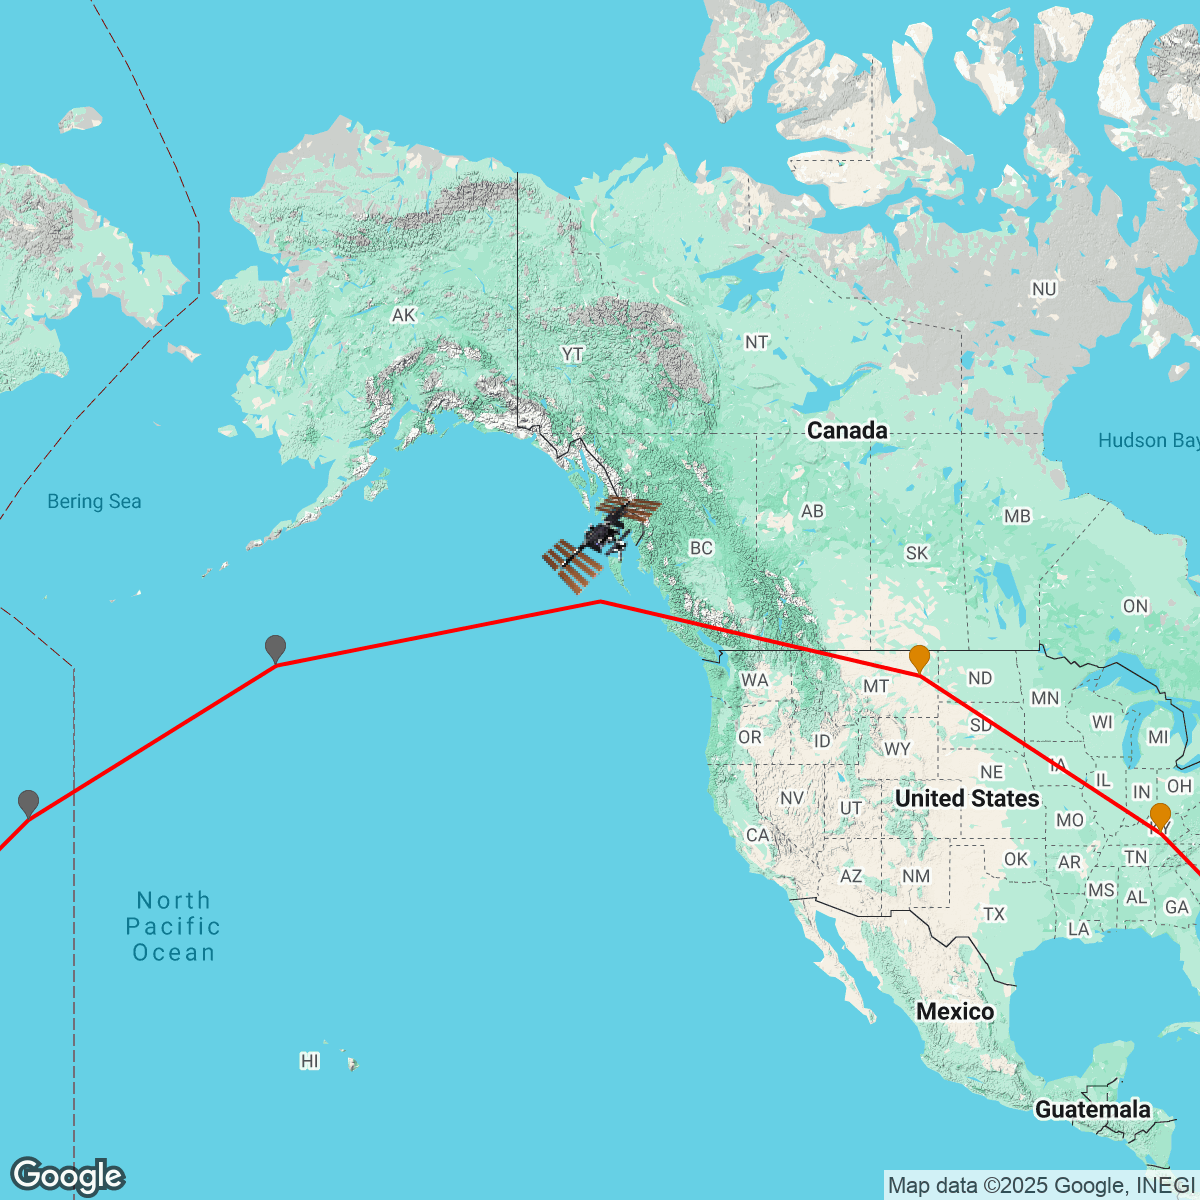 NU
AK
NT
YT
Canada
Hudson Bay
Bering Sea
AB
MB
BC
SK
ON
WA
MT
ND
MN
SD
WI
MI
OR
ID
WY
IA
NE
IL
IN
OH
NV
UT
United States
MO
KY
CA
TN
OK
AR
AZ
NM
MS
AL
GA
TX
LA
North
Pacific
Ocean
Mexico
HI
Guatemala
Google
Map data ©2025 Google, INEGI